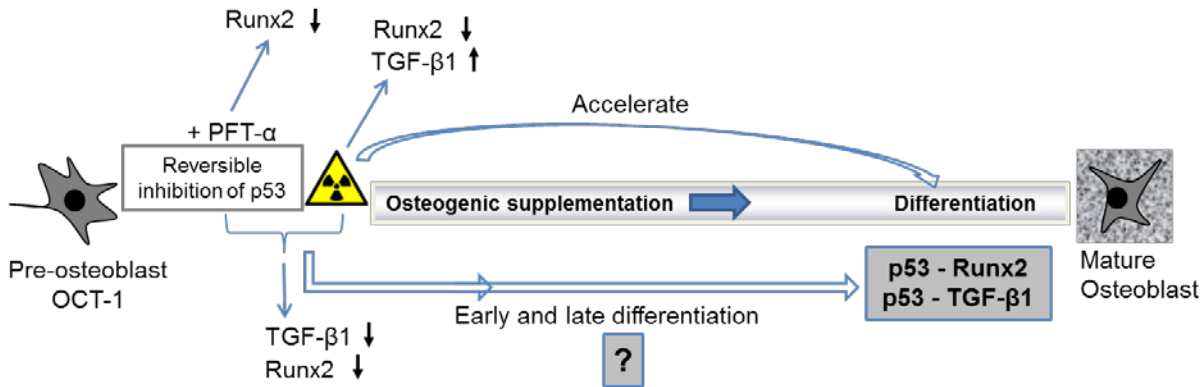 Runx2 ↓
Runx2 ↓
TGF-β1 ↑
Accelerate
+ PFT-α
Reversible
inhibition of p53
Osteogenic supplementation
Differentiation
Pre-osteoblast
OCT-1
Mature
Osteoblast
p53 - Runx2
p53 - TGF-β1
Early and late differentiation
?
TGF-β1 ↓
Runx2 ↓